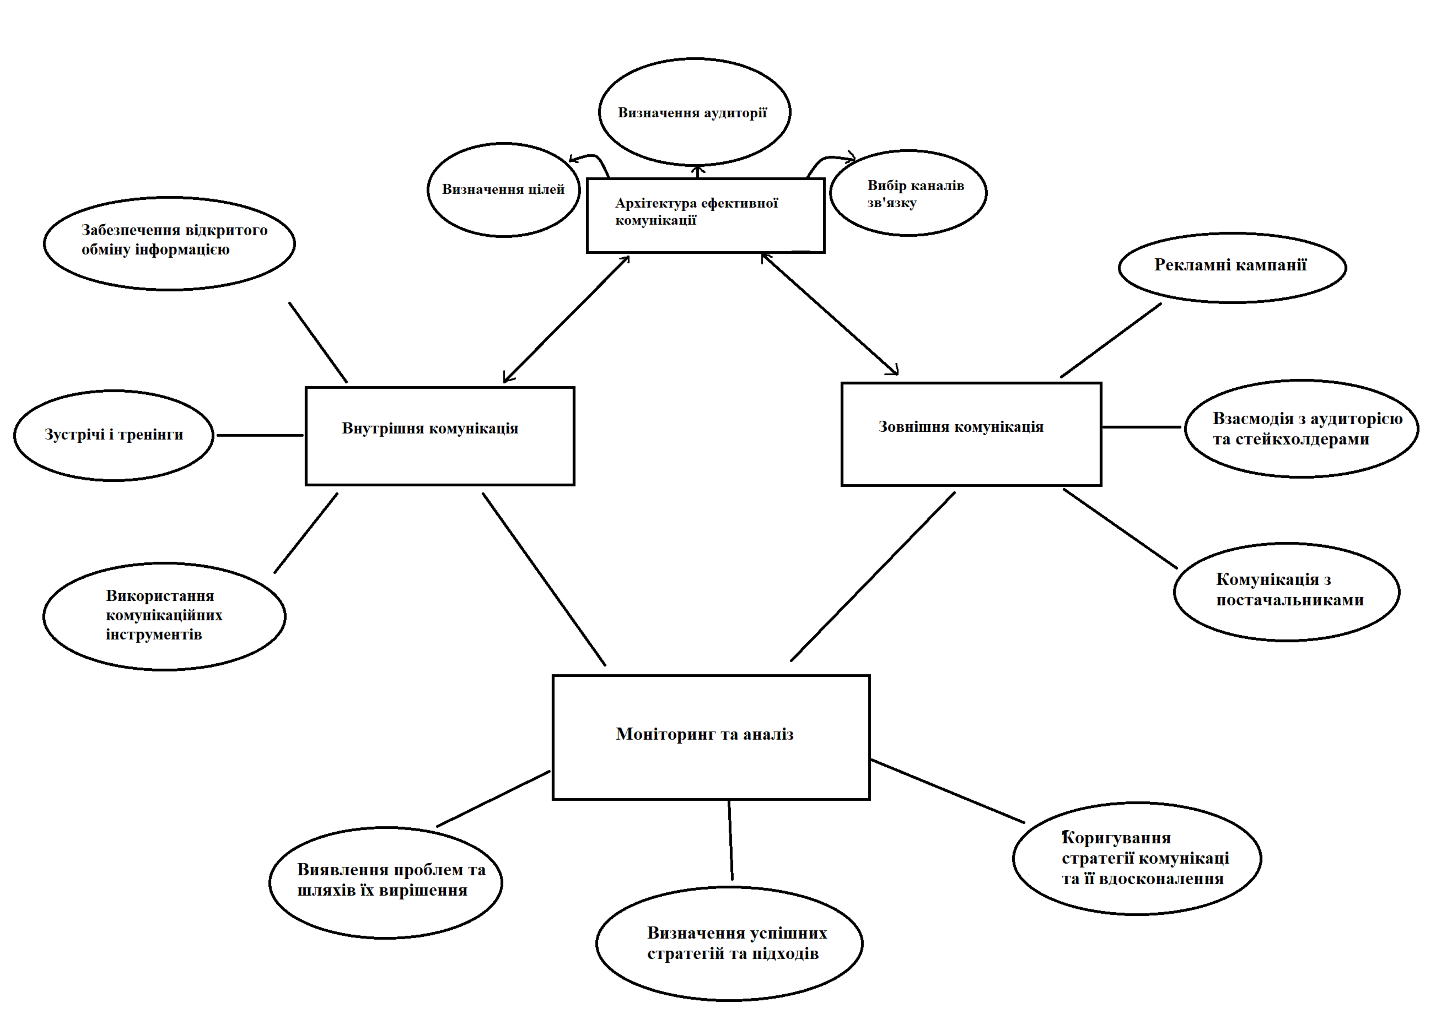 Визначення аудиторії
Визначення цілей
Вибір каналів
зв'язку
Архітектура ефективної
комунікації
Забезпечення відкритого
обміну інформацією
Рекламні кампанії
Зустрічі і тренінги
Внутрішня комунікація
Зовнішня комунікація
Взаємодія з аудиторією
та стейкхолдерами
Використання
комунікаційних
інструментів
Комунікація з
постачальниками
Моніторинг та аналіз
Виявлення проблем та
шляхів їх вирішення
Визначення успішних
стратегій та підходів
Коригування
стратегії комунікаці
та її вдосконалення